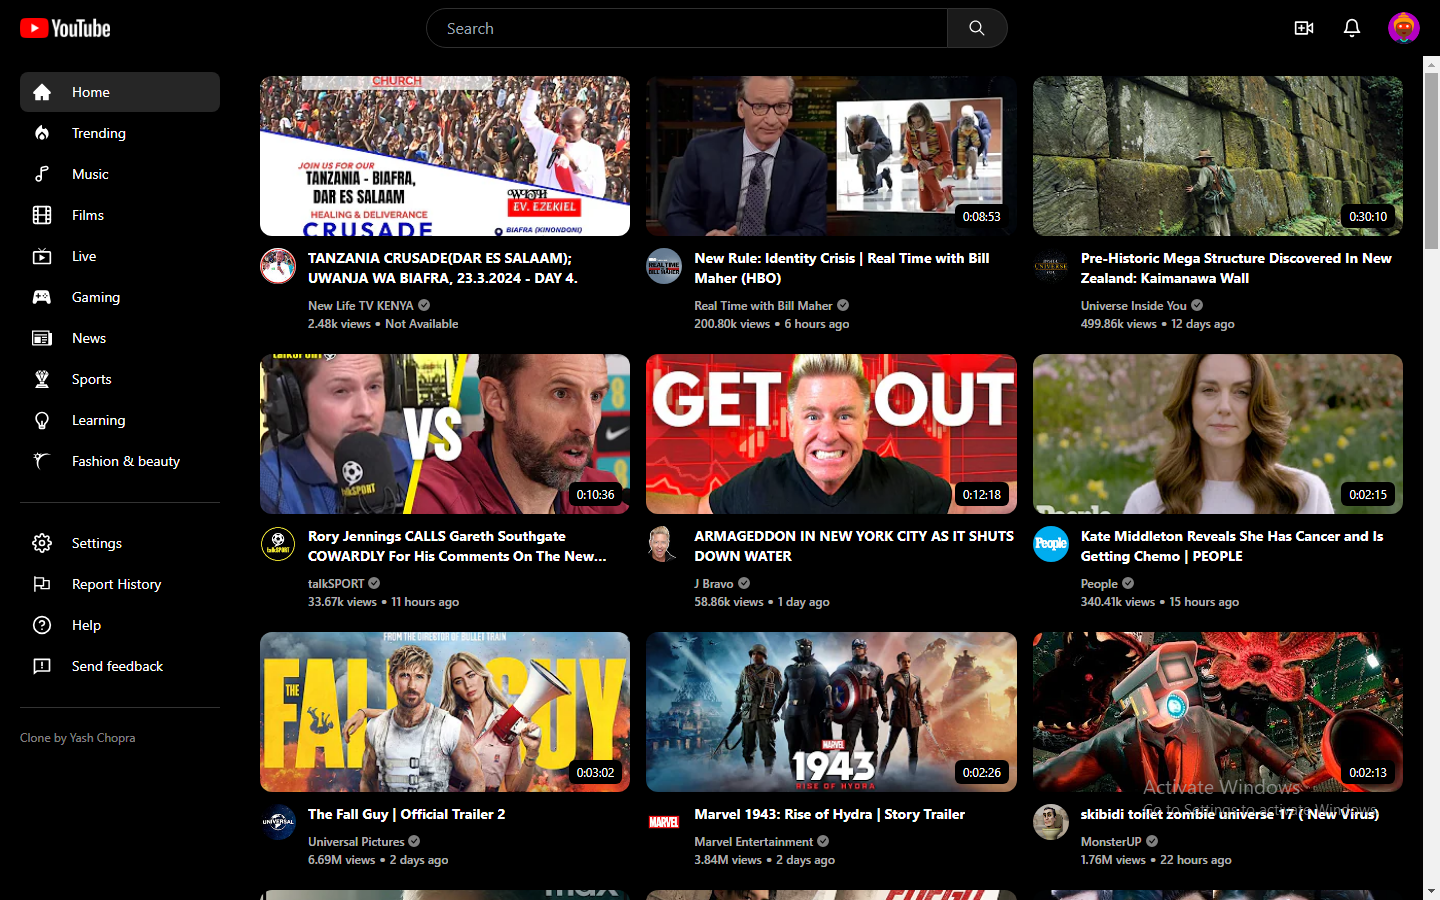 YouTube
Search
Home
Trending
Music
Films
Live
Gaming
News
Sports
Learning
Fashion & beauty
Settings
Report History
Help
Send feedback
Clone by Yash Chopra
CHURCH
JOIN US FOR OUR
TANZANIA - BIAFRA,
DAR ES SALAAM
HEALING & DELIVERANCE
CRUSADE
WITH
EV. EZEKIEL
BIAFRA (KINONDONI)
TANZANIA CRUSADE(DAR ES SALAAM);
UWANJA WA BIAFRA, 23.3.2024 - DAY 4.
New Life TV KENYA
2.48k views • Not Available
0:08:53
REAL TIME
BILL MAHER
New Rule: Identity Crisis | Real Time with Bill
Maher (HBO)
Real Time with Bill Maher
200.80k views • 6 hours ago
0:30:10
UNIVERSE
Pre-Historic Mega Structure Discovered In New
Zealand: Kaimanawa Wall
Universe Inside You
499.86k views • 12 days ago
talkSPORT
VS
talkSPORT
0:10:36
talkSPORT
Rory Jennings CALLS Gareth Southgate
COWARDLY For His Comments On The New...
talkSPORT
33.67k views • 11 hours ago
GET OUT
0:12:18
ARMAGEDDON IN NEW YORK CITY AS IT SHUTS
DOWN WATER
J Bravo
58.86k views • 1 day ago
People
0:02:15
People
Kate Middleton Reveals She Has Cancer and Is
Getting Chemo | PEOPLE
People
340.41k views • 15 hours ago
FROM THE DIRECTOR OF BULLET TRAIN
THE
FALL GUY
0:03:02
UNIVERSAL
The Fall Guy | Official Trailer 2
Universal Pictures
6.69M views • 2 days ago
MARVEL
1943
RISE OF HYDRA
0:02:26
MARVEL
Marvel 1943: Rise of Hydra | Story Trailer
Marvel Entertainment
3.84M views • 2 days ago
0:02:13
skibidi toilet zombie universe 17 ( New Virus)
MonsterUP
1.76M views • 22 hours ago
Activate Windows
Go to Settings to activate Windows.
max